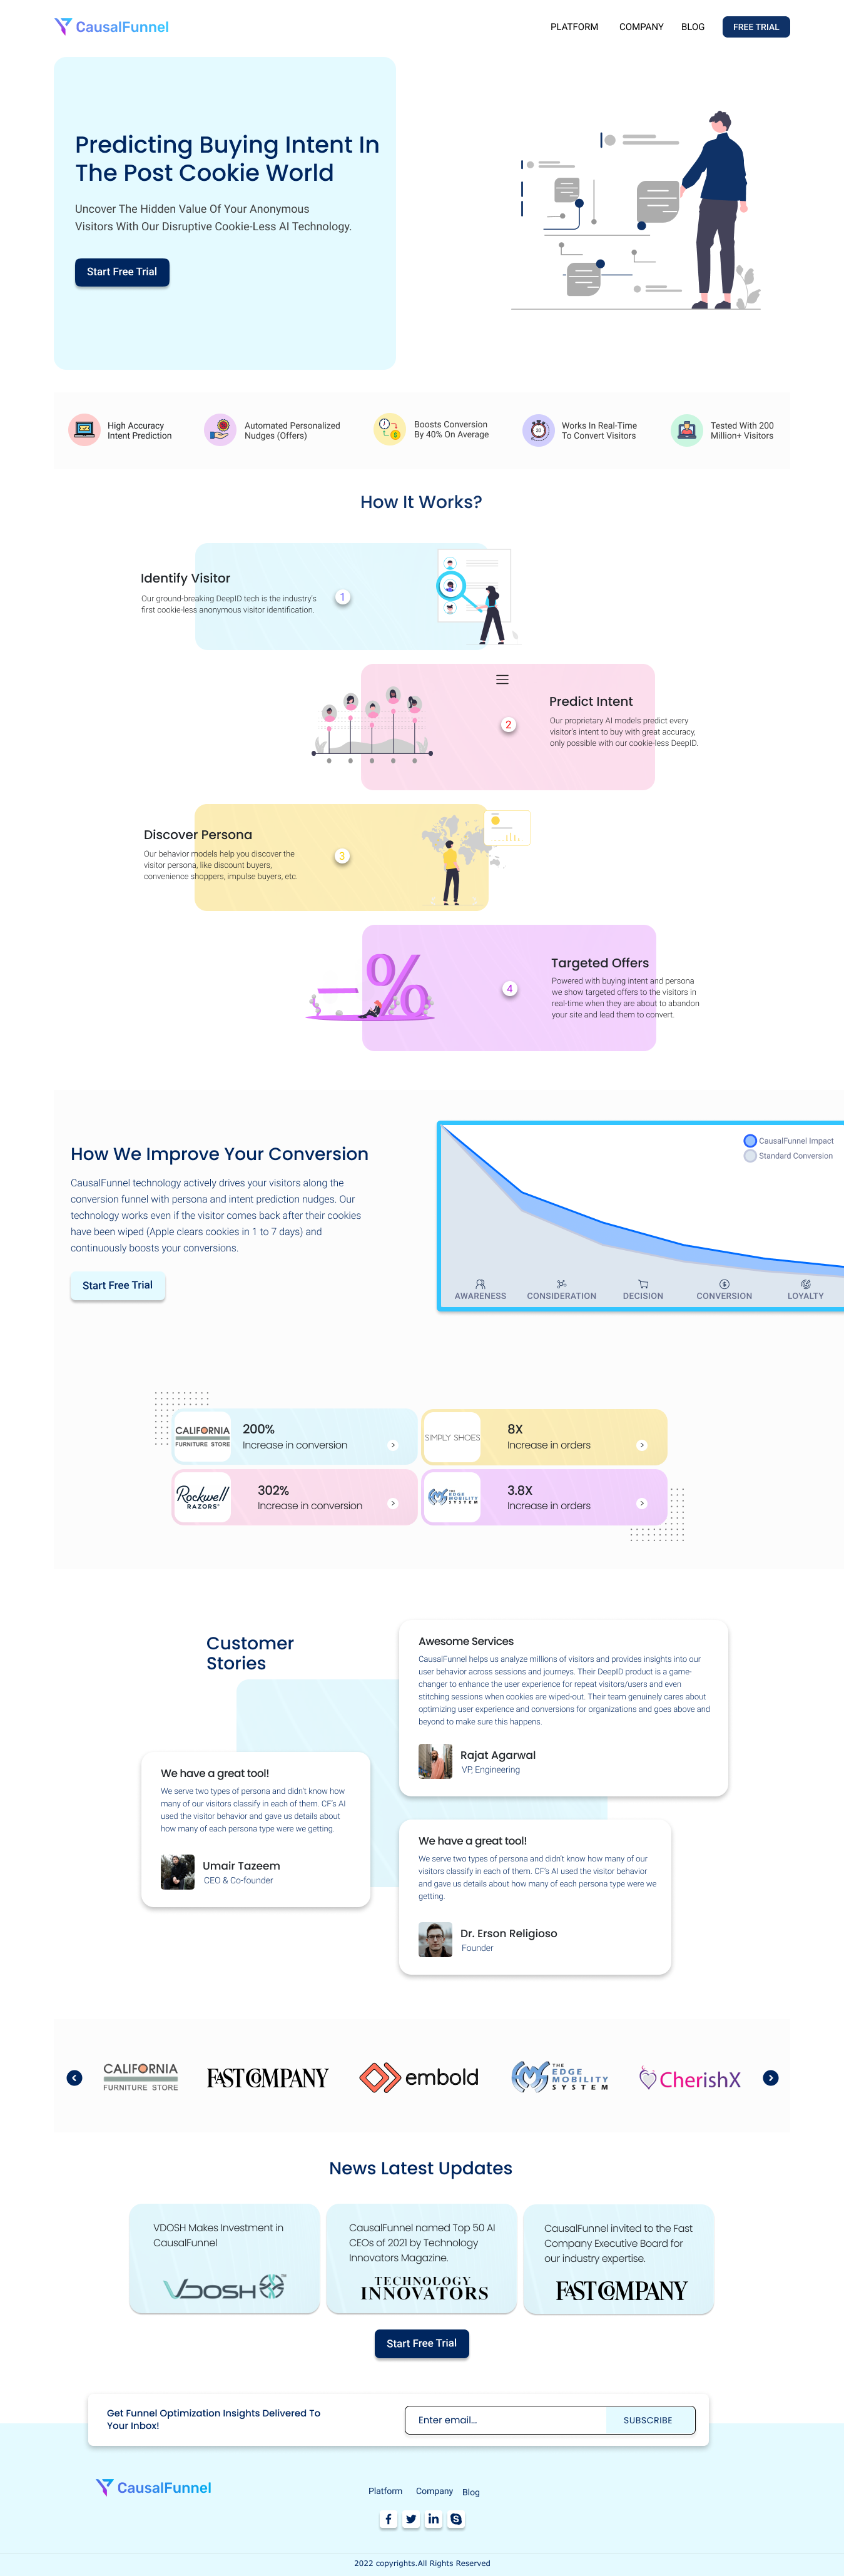 CausalFunnel
PLATFORM COMPANY BLOG FREE TRIAL
Predicting Buying Intent In
The Post Cookie World
Uncover The Hidden Value Of Your Anonymous
Visitors With Our Disruptive Cookie-Less AI Technology.
Start Free Trial
High Accuracy
Intent Prediction
Automated Personalized
Nudges (Offers)
Boosts Conversion
By 40% On Average
Works In Real-Time
To Convert Visitors
Tested With 200
Million+ Visitors
How It Works?
Identify Visitor
Our ground-breaking DeepID tech is the industry's
first cookie-less anonymous visitor identification.
1
2
Predict Intent
Our proprietary AI models predict every
visitor's intent to buy with great accuracy,
only possible with our cookie-less DeepID.
Discover Persona
Our behavior models help you discover the
visitor persona, like discount buyers,
convenience shoppers, impulse buyers, etc.
3
%
4
Targeted Offers
Powered with buying intent and persona
we show targeted offers to the visitors in
real-time when they are about to abandon
your site and lead them to convert.
How We Improve Your Conversion
CausalFunnel technology actively drives your visitors along the
conversion funnel with persona and intent prediction nudges. Our
technology works even if the visitor comes back after their cookies
have been wiped (Apple clears cookies in 1 to 7 days) and
continuously boosts your conversions.
Start Free Trial
CausalFunnel Impact
Standard Conversion
AWARENESS CONSIDERATION DECISION CONVERSION LOYALTY
CALIFORNIA
FURNITURE STORE
200%
Increase in conversion
SIMPLY SHOES
8X
Increase in orders
Rockwell
RAZORS
302%
Increase in conversion
THE
EDGE
MOBILITY
SYSTEM
3.8X
Increase in orders
Customer
Stories
Awesome Services
CausalFunnel helps us analyze millions of visitors and provides insights into our
user behavior across sessions and journeys. Their DeepID product is a game-
changer to enhance the user experience for repeat visitors/users and even
stitching sessions when cookies are wiped-out. Their team genuinely cares about
optimizing user experience and conversions for organizations and goes above and
beyond to make sure this happens.
Rajat Agarwal
VP, Engineering
We have a great tool!
We serve two types of persona and didn't know how
many of our visitors classify in each of them. CF's AI
used the visitor behavior and gave us details about
how many of each persona type were we getting.
Umair Tazeem
CEO & Co-founder
We have a great tool!
We serve two types of persona and didn't know how many of our
visitors classify in each of them. CF's AI used the visitor behavior
and gave us details about how many of each persona type were we
getting.
Dr. Erson Religioso
Founder
CALIFORNIA
FURNITURE STORE
FAST COMPANY
embold
THE
EDGE
MOBILITY
SYSTEM
CherishX
News Latest Updates
VDOSH Makes Investment in
CausalFunnel
VDOSH™
CausalFunnel named Top 50 AI
CEOs of 2021 by Technology
Innovators Magazine.
TECHNOLOGY
INNOVATORS
CausalFunnel invited to the Fast
Company Executive Board for
our industry expertise.
FAST COMPANY
Start Free Trial
Get Funnel Optimization Insights Delivered To
Your Inbox!
Enter email...
SUBSCRIBE
CausalFunnel
Platform Company Blog
2022 copyrights.All Rights Reserved